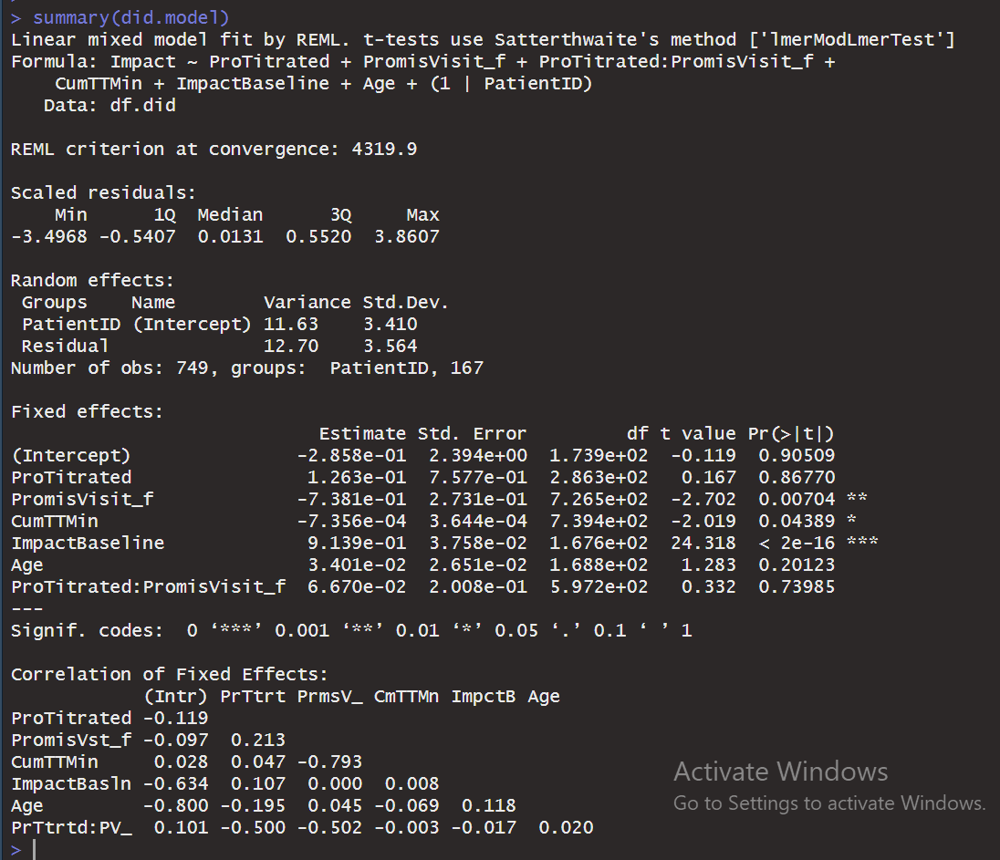 > summary(did.model)
Linear mixed model fit by REML. t-tests use Satterthwaite's method ['lmerModLmerTest']
Formula: Impact ~ ProTitrated + PromisVisit_f + ProTitrated:PromisVisit_f +
    CumTTMin + ImpactBaseline + Age + (1 | PatientID)
   Data: df.did

REML criterion at convergence: 4319.9

Scaled residuals:
    Min      1Q  Median      3Q     Max
-3.4968 -0.5407  0.0131  0.5520  3.8607

Random effects:
 Groups    Name        Variance Std.Dev.
 PatientID (Intercept) 11.63    3.410
 Residual              12.70    3.564
Number of obs: 749, groups:  PatientID, 167

Fixed effects:
                            Estimate Std. Error         df t value Pr(>|t|)
(Intercept)               -2.858e-01  2.394e+00  1.739e+02  -0.119  0.90509
ProTitrated                1.263e-01  7.577e-01  2.863e+02   0.167  0.86770
PromisVisit_f             -7.381e-01  2.731e-01  7.265e+02  -2.702  0.00704 **
CumTTMin                  -7.356e-04  3.644e-04  7.394e+02  -2.019  0.04389 *
ImpactBaseline             9.139e-01  3.758e-02  1.676e+02  24.318  < 2e-16 ***
Age                        3.401e-02  2.651e-02  1.688e+02   1.283  0.20123
ProTitrated:PromisVisit_f  6.670e-02  2.008e-01  5.972e+02   0.332  0.73985
---
Signif. codes:  0 ‘***’ 0.001 ‘**’ 0.01 ‘*’ 0.05 ‘.’ 0.1 ‘ ’ 1

Correlation of Fixed Effects:
            (Intr) PrTtrt PrmsV_ CmTTMn ImpctB Age
ProTitrated -0.119
PromisVst_f -0.097  0.213
CumTTMin     0.028  0.047 -0.793
ImpactBasln -0.634  0.107  0.000  0.008
Age         -0.800 -0.195  0.045 -0.069  0.118
PrTtrtd:PV_  0.101 -0.500 -0.502 -0.003 -0.017  0.020
>
Activate Windows
Go to Settings to activate Windows.